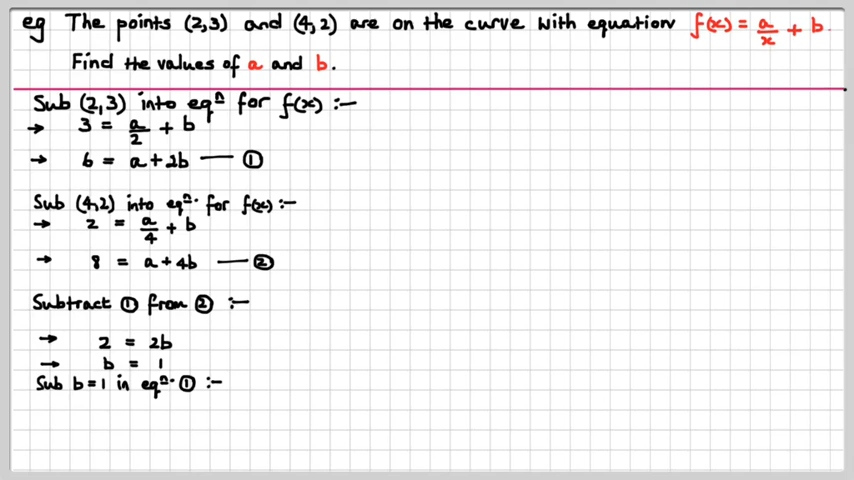 eg The points (2,3) and (4,2) are on the curve with equation f(x) = a/x + b.
Find the values of a and b.
Sub (2,3) into eqⁿ for f(x) :-
→ 3 = a/2 + b
→ 6 = a + 2b — ①
Sub (4,2) into eqⁿ. for f(x) :-
→ 2 = a/4 + b
→ 8 = a + 4b — ②
Subtract ① from ② :-
→ 2 = 2b
→ b = 1
Sub b = 1 in eqⁿ. ① :-